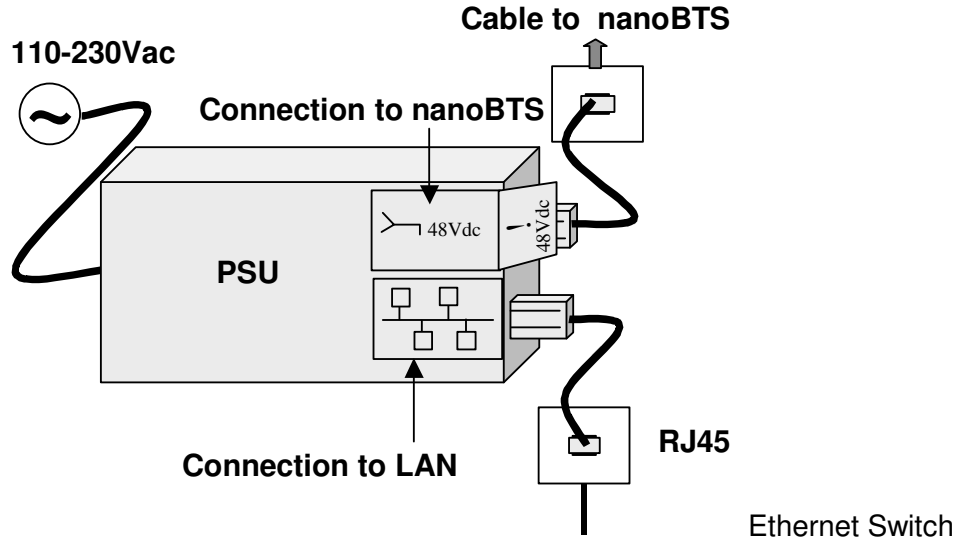 Cable to nanoBTS
110-230Vac
Connection to nanoBTS
48Vdc
48Vdc
PSU
RJ45
Connection to LAN
Ethernet Switch